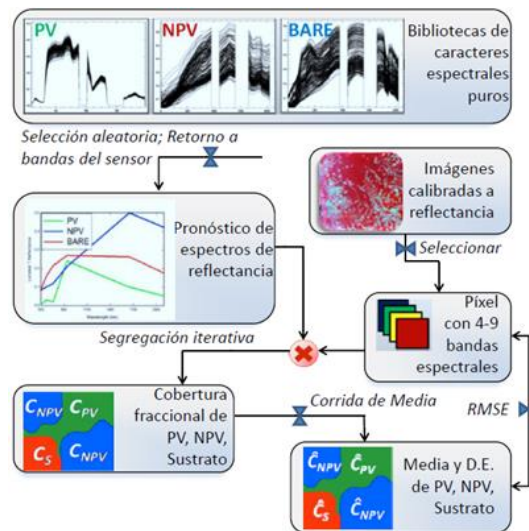 PV
NPV
BARE
Bibliotecas de
caracteres
espectrales
puros
Selección aleatoria; Retorno a
bandas del sensor
Imágenes
calibradas a
reflectancia
PV
NPV
BARE
Pronóstico de
espectros de
reflectancia
Seleccionar
Píxel
con 4-9
bandas
espectrales
Segregación iterativa
C_NPV C_PV
C_S C_NPV
Cobertura
fraccional de
PV, NPV,
Sustrato
Corrida de Media
RMSE
Ĉ_NPV Ĉ_PV
Ĉ_S Ĉ_NPV
Media y D.E.
de PV, NPV,
Sustrato